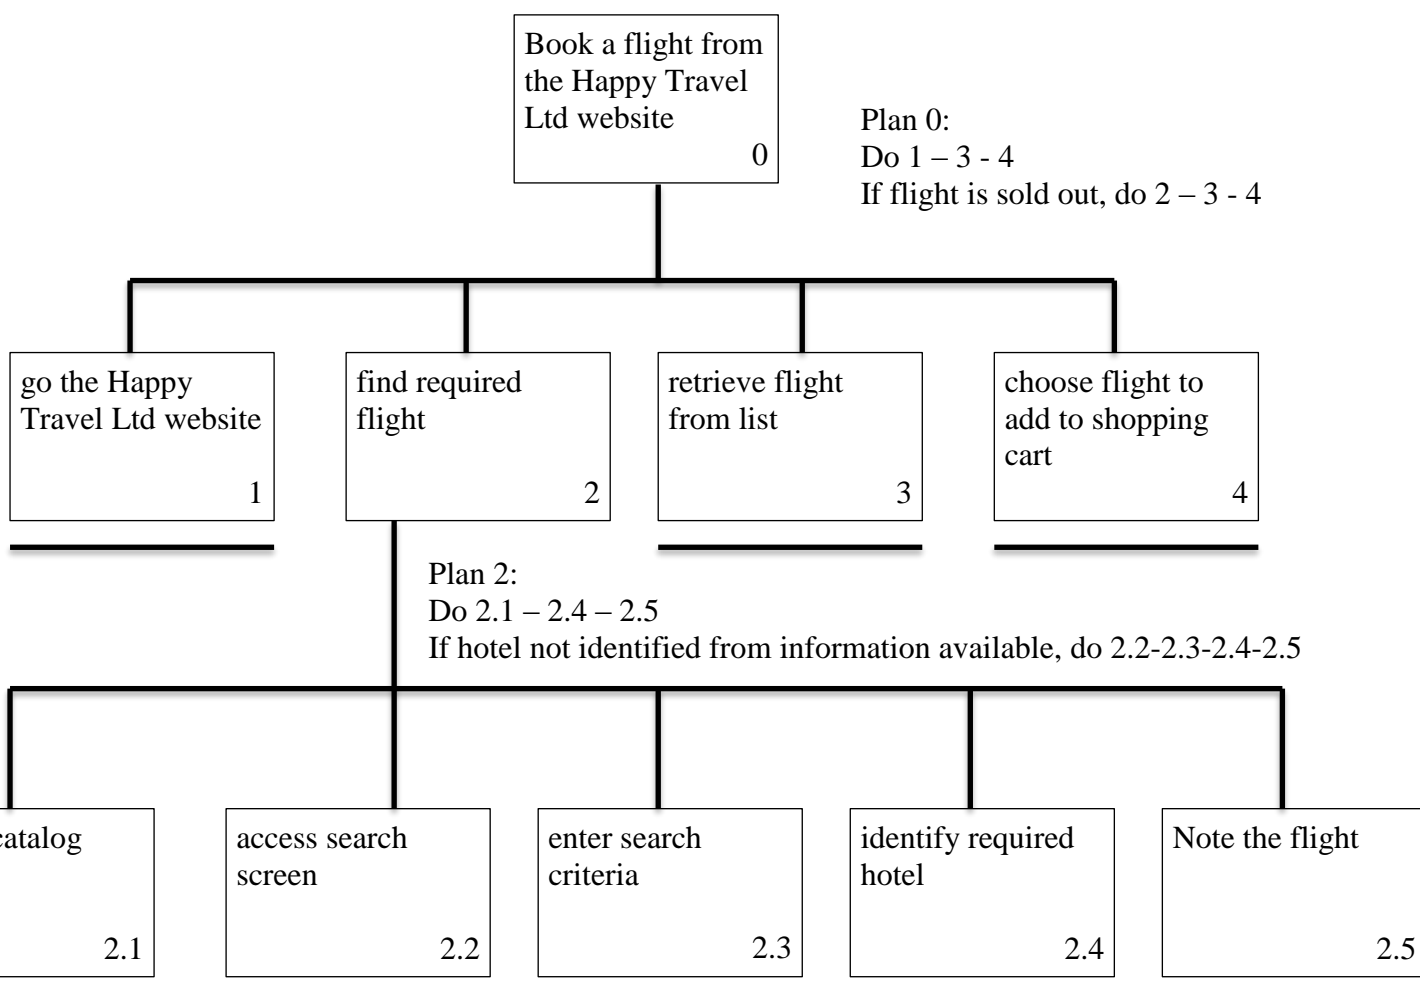 Book a flight from
the Happy Travel
Ltd website
0
Plan 0:
Do 1 – 3 - 4
If flight is sold out, do 2 – 3 - 4
go the Happy
Travel Ltd website
1
find required
flight
2
retrieve flight
from list
3
choose flight to
add to shopping
cart
4
Plan 2:
Do 2.1 – 2.4 – 2.5
If hotel not identified from information available, do 2.2-2.3-2.4-2.5
catalog
2.1
access search
screen
2.2
enter search
criteria
2.3
identify required
hotel
2.4
Note the flight
2.5